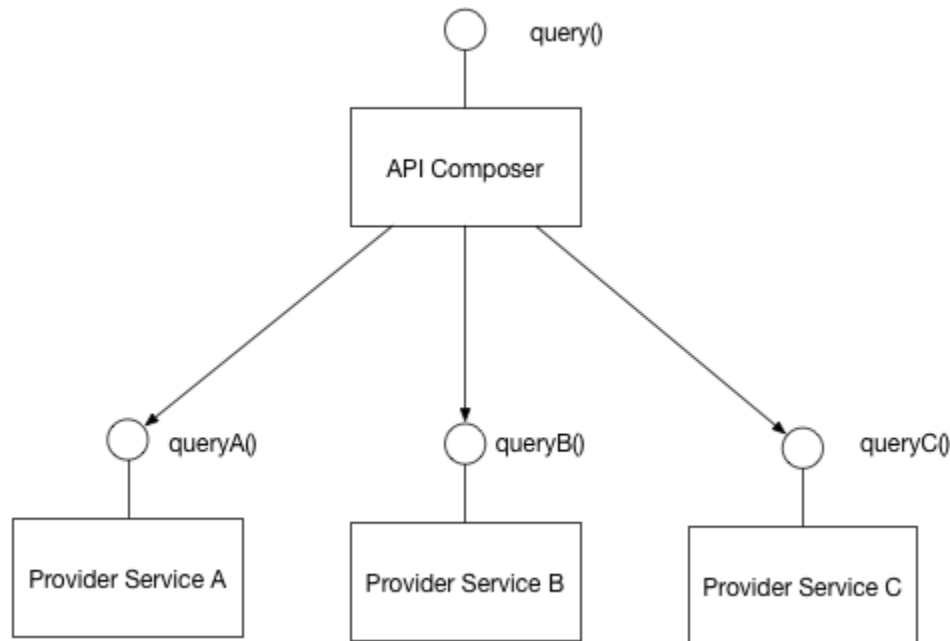 query()
API Composer
queryA()
queryB()
queryC()
Provider Service A
Provider Service B
Provider Service C